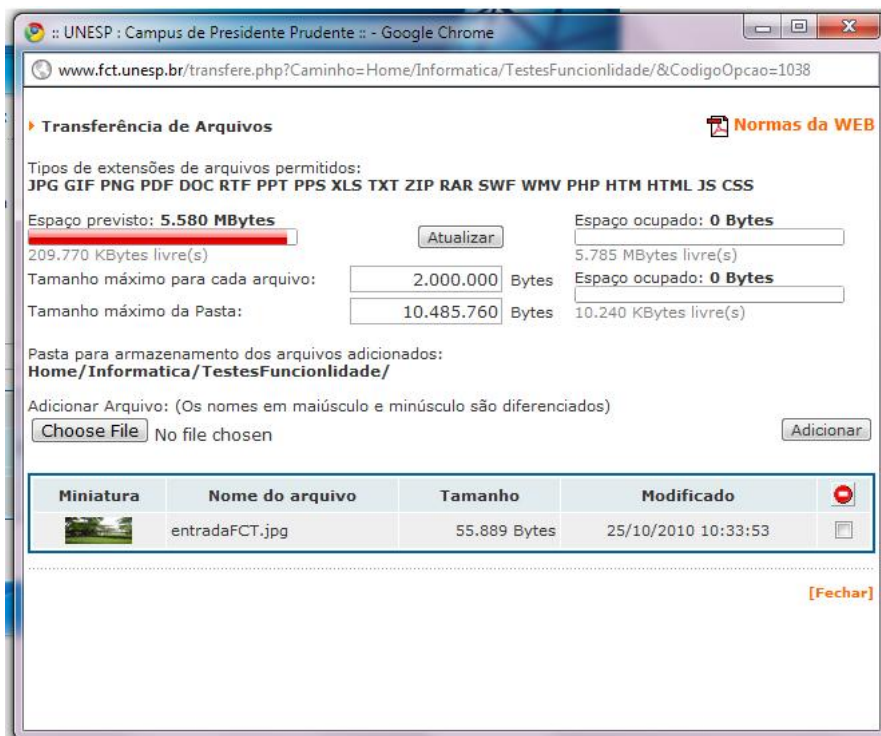 :: UNESP : Campus de Presidente Prudente :: - Google Chrome
www.fct.unesp.br/transfere.php?Caminho=Home/Informatica/TestesFuncionlidade/&CodigoOpcao=1038
Transferência de Arquivos
Normas da WEB
Tipos de extensões de arquivos permitidos:
JPG GIF PNG PDF DOC RTF PPT PPS XLS TXT ZIP RAR SWF WMV PHP HTM HTML JS CSS
Espaço previsto: 5.580 MBytes
Atualizar
Espaço ocupado: 0 Bytes
209.770 KBytes livre(s)
5.785 MBytes livre(s)
Tamanho máximo para cada arquivo: 2.000.000 Bytes
Espaço ocupado: 0 Bytes
Tamanho máximo da Pasta: 10.485.760 Bytes
10.240 KBytes livre(s)
Pasta para armazenamento dos arquivos adicionados:
Home/Informatica/TestesFuncionlidade/
Adicionar Arquivo: (Os nomes em maiúsculo e minúsculo são diferenciados)
Choose File No file chosen
Adicionar
Miniatura Nome do arquivo Tamanho Modificado
entradaFCT.jpg 55.889 Bytes 25/10/2010 10:33:53
[Fechar]